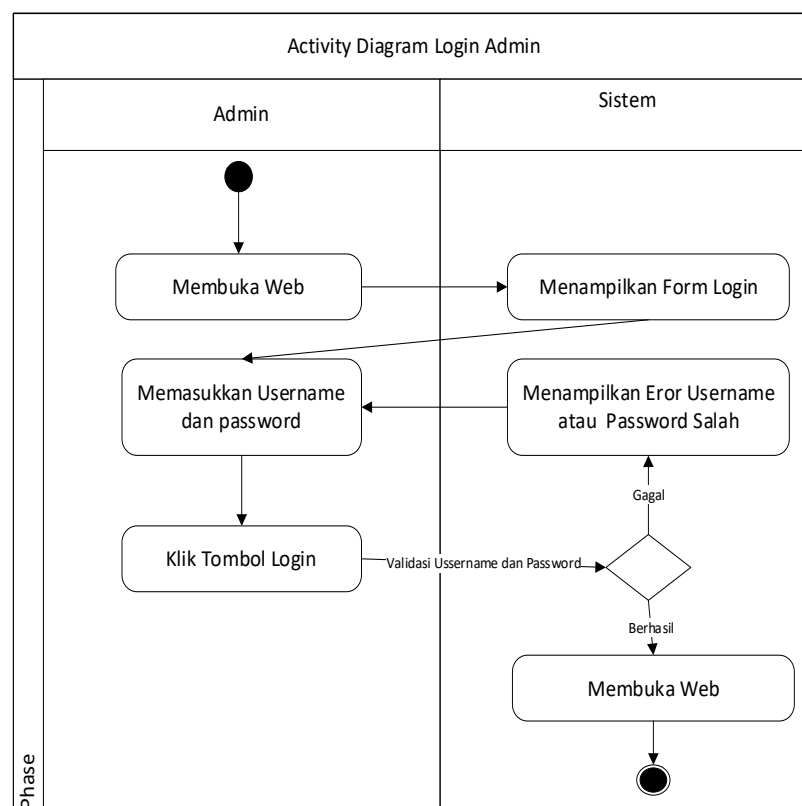 Activity Diagram Login Admin
Admin
Sistem
Membuka Web
Menampilkan Form Login
Memasukkan Username
dan password
Menampilkan Eror Username
atau Password Salah
Gagal
Klik Tombol Login
Validasi Ussername dan Password
Berhasil
Membuka Web
Phase